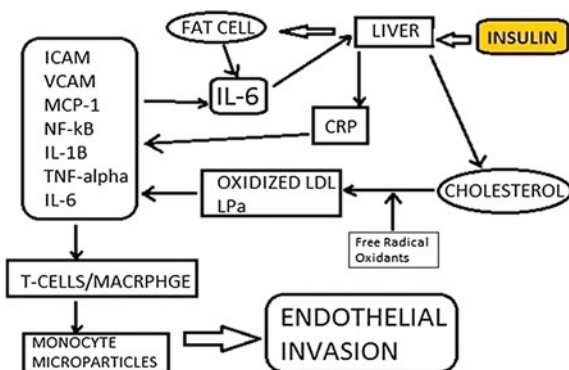 FAT CELL
LIVER
INSULIN
ICAM
VCAM
MCP-1
NF-kB
IL-1B
TNF-alpha
IL-6
IL-6
CRP
OXIDIZED LDL
LPa
CHOLESTEROL
Free Radical
Oxidants
T-CELLS/MACRPHGE
MONOCYTE
MICROPARTICLES
ENDOTHELIAL
INVASION